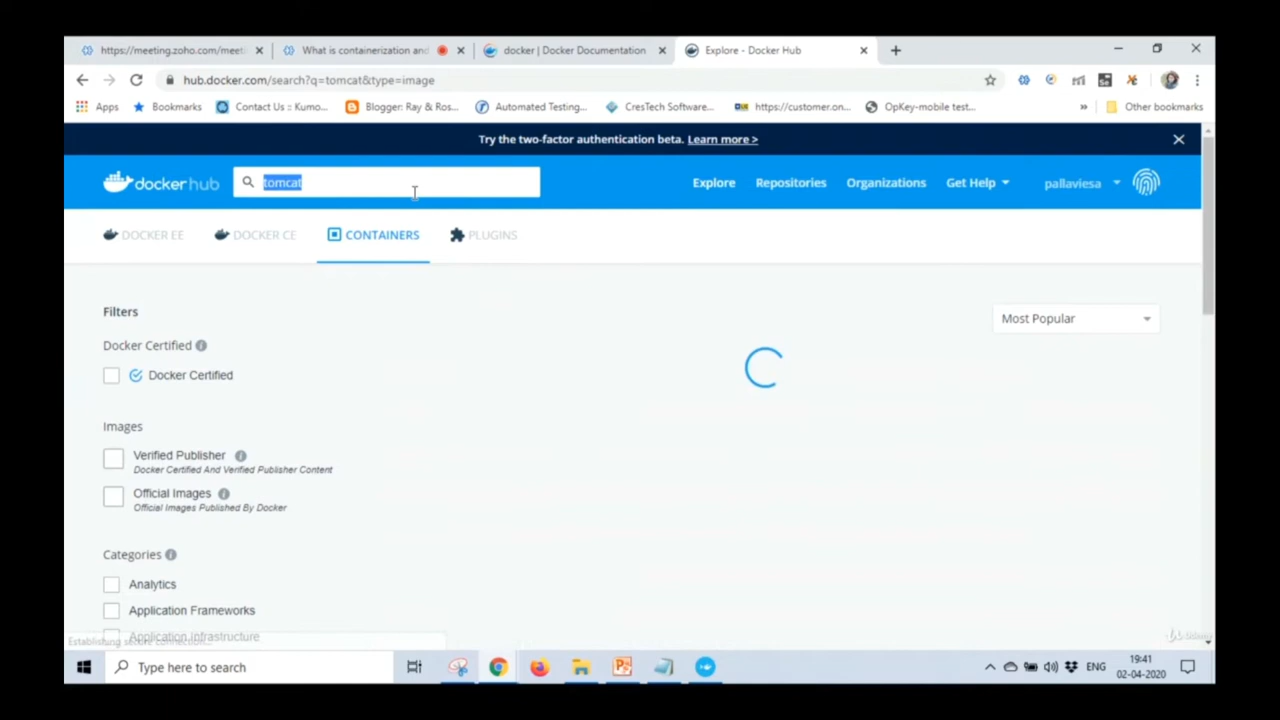 https://meeting.zoho.com/meeti
What is containerization and
docker | Docker Documentation
Explore - Docker Hub
hub.docker.com/search?q=tomcat&type=image
Apps
Bookmarks
Contact Us :: Kumo...
Blogger: Ray & Ros...
Automated Testing...
CresTech Software...
https://customer.on...
OpKey-mobile test...
»
Other bookmarks
Try the two-factor authentication beta. Learn more >
docker hub
tomcat
Explore
Repositories
Organizations
Get Help
pallaviesa
DOCKER EE
DOCKER CE
CONTAINERS
PLUGINS
Filters
Most Popular
Docker Certified
Docker Certified
Images
Verified Publisher
Docker Certified And Verified Publisher Content
Official Images
Official Images Published By Docker
Categories
Analytics
Application Frameworks
Application Infrastructure
Establishing secure connection...
Udemy
Type here to search
ENG
19:41
02-04-2020